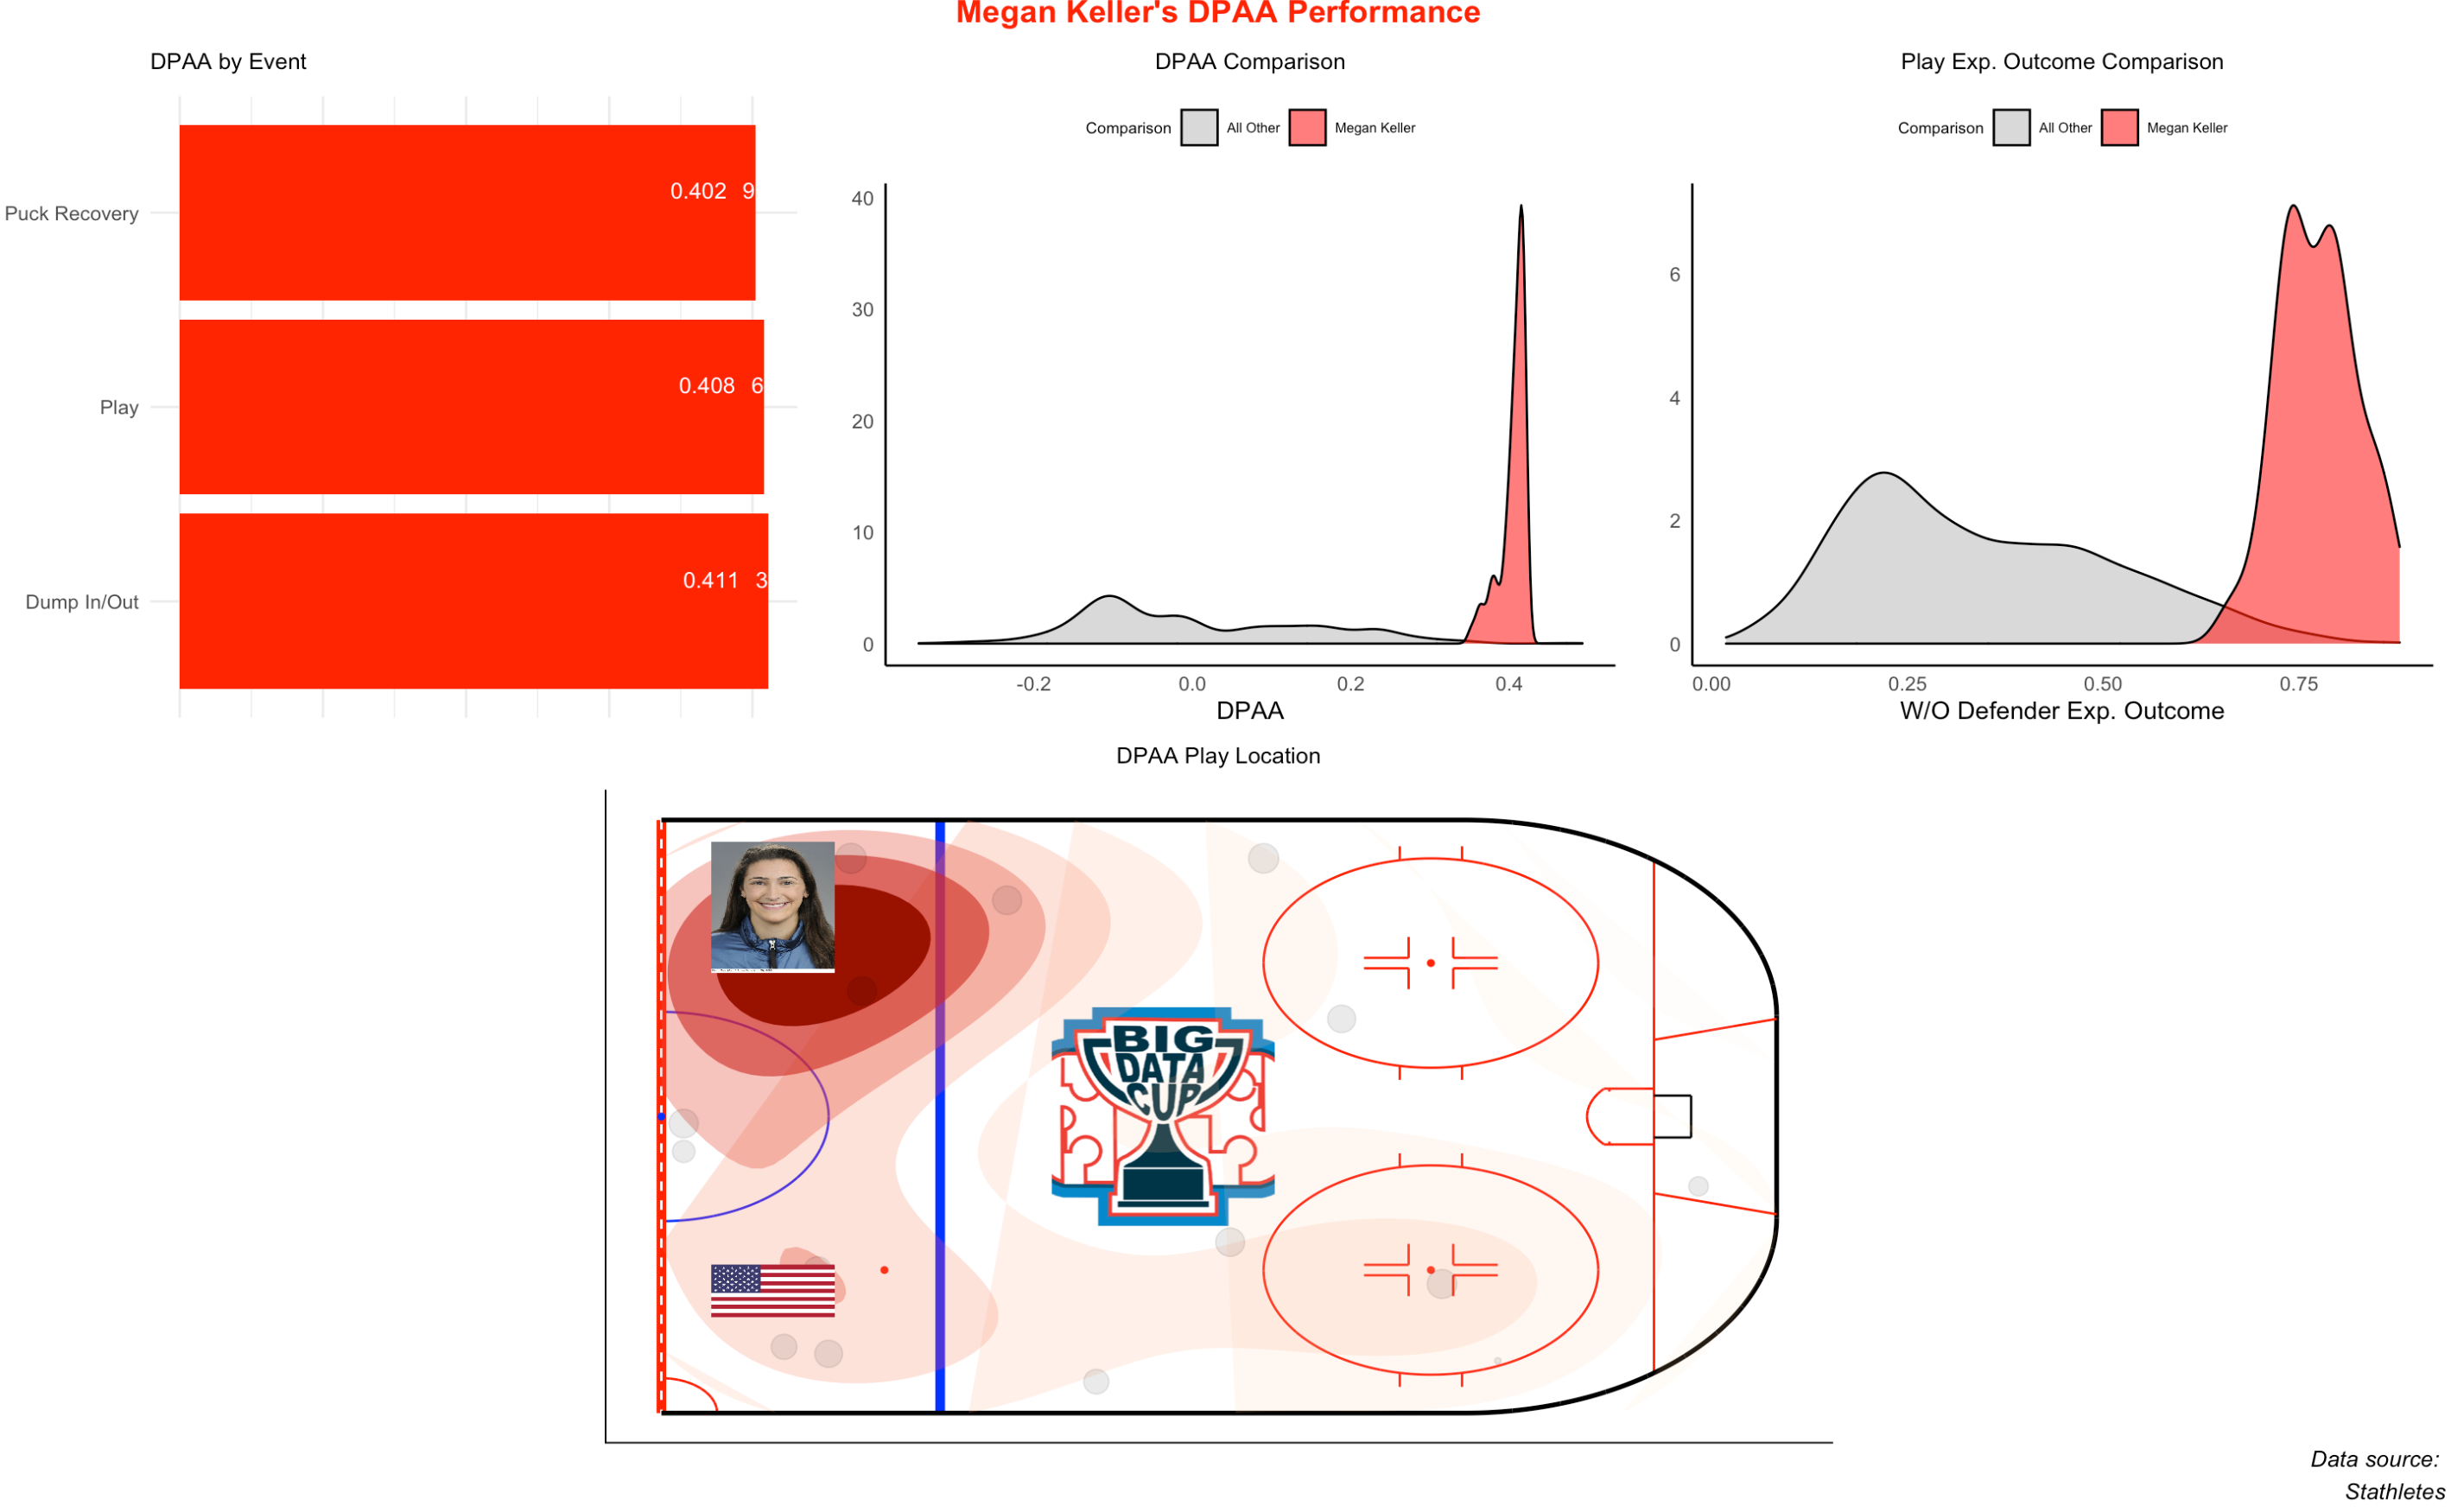 Megan Keller's DPAA Performance
DPAA by Event
Puck Recovery
0.402 9
Play
0.408 6
Dump In/Out
0.411 3
DPAA Comparison
Comparison All Other Megan Keller
40
30
20
10
0
-0.2 0.0 0.2 0.4
DPAA
Play Exp. Outcome Comparison
Comparison All Other Megan Keller
6
4
2
0
0.00 0.25 0.50 0.75
W/O Defender Exp. Outcome
DPAA Play Location
BIG
DATA
CUP
Data source:
Stathletes